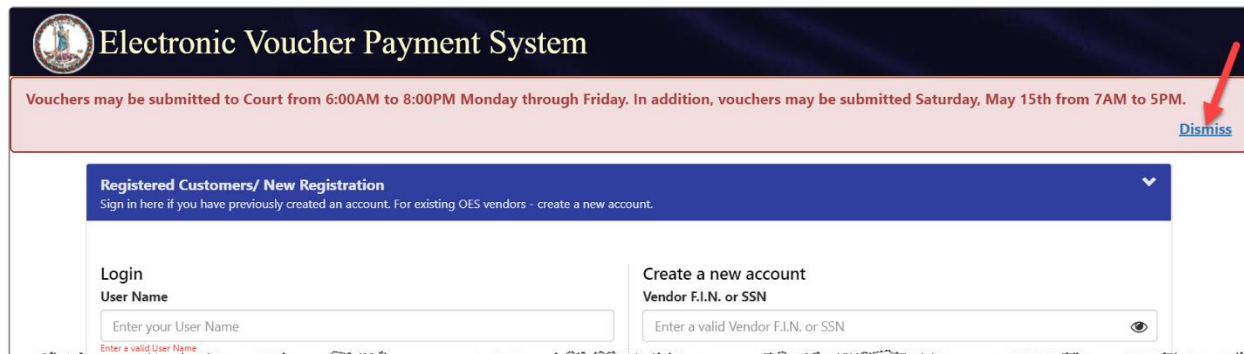 Electronic Voucher Payment System
Vouchers may be submitted to Court from 6:00AM to 8:00PM Monday through Friday. In addition, vouchers may be submitted Saturday, May 15th from 7AM to 5PM.
Dismiss
Registered Customers/ New Registration
Sign in here if you have previously created an account. For existing OES vendors - create a new account.
Login
User Name
Enter your User Name
Enter a valid User Name
Create a new account
Vendor F.I.N. or SSN
Enter a valid Vendor F.I.N. or SSN